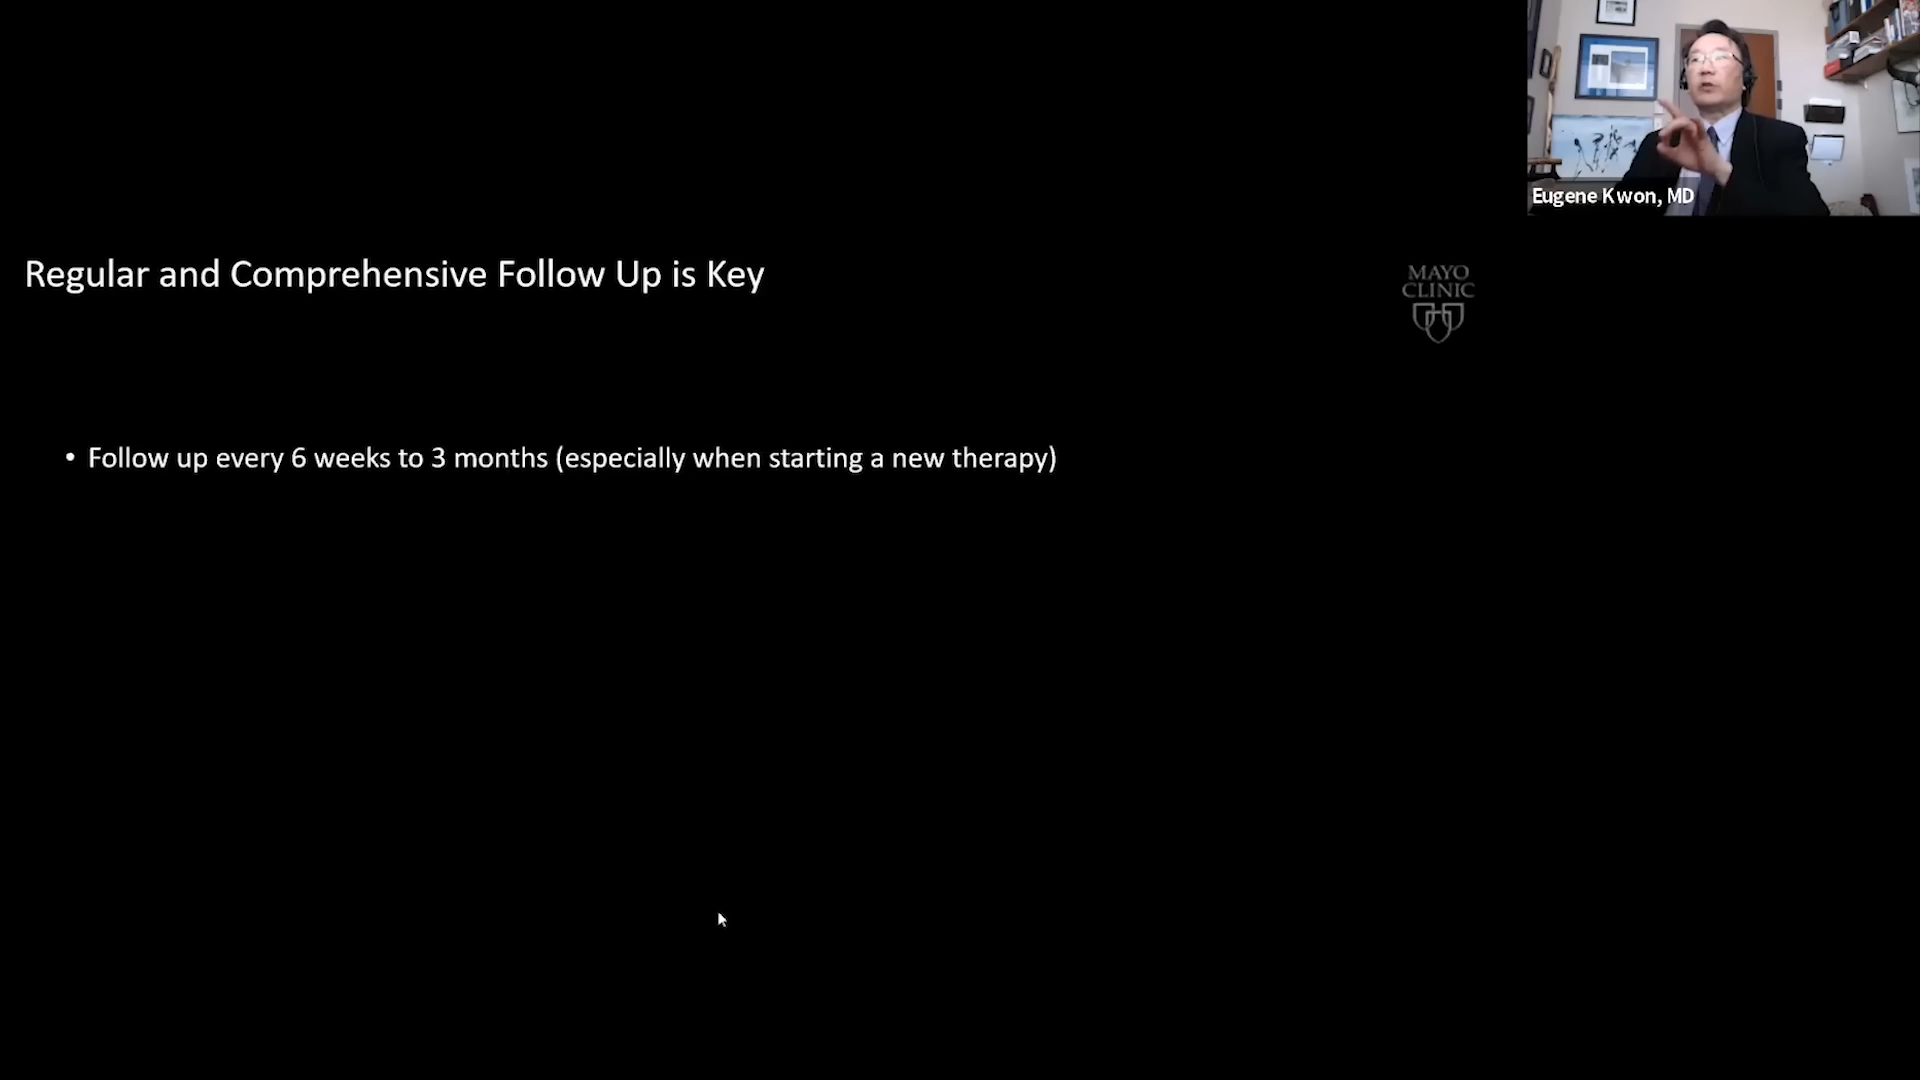 Eugene Kwon, MD
Regular and Comprehensive Follow Up is Key
MAYO
CLINIC
• Follow up every 6 weeks to 3 months (especially when starting a new therapy)